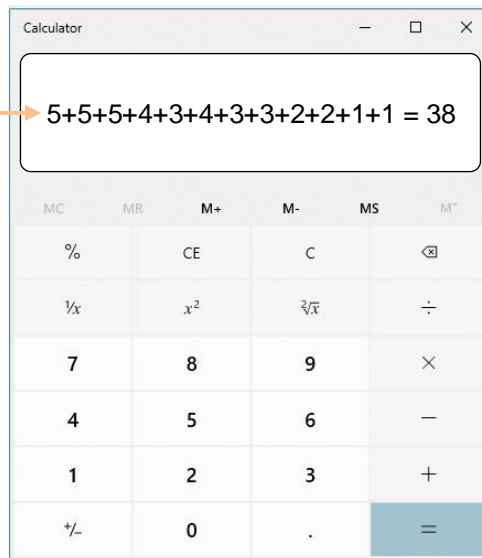 Calculator
5+5+5+4+3+4+3+3+2+2+1+1 = 38
MC MR M+ M- MS M˅
% CE C
¹/x x² ²√x ÷
7 8 9 ×
4 5 6 −
1 2 3 +
+/− 0 . =